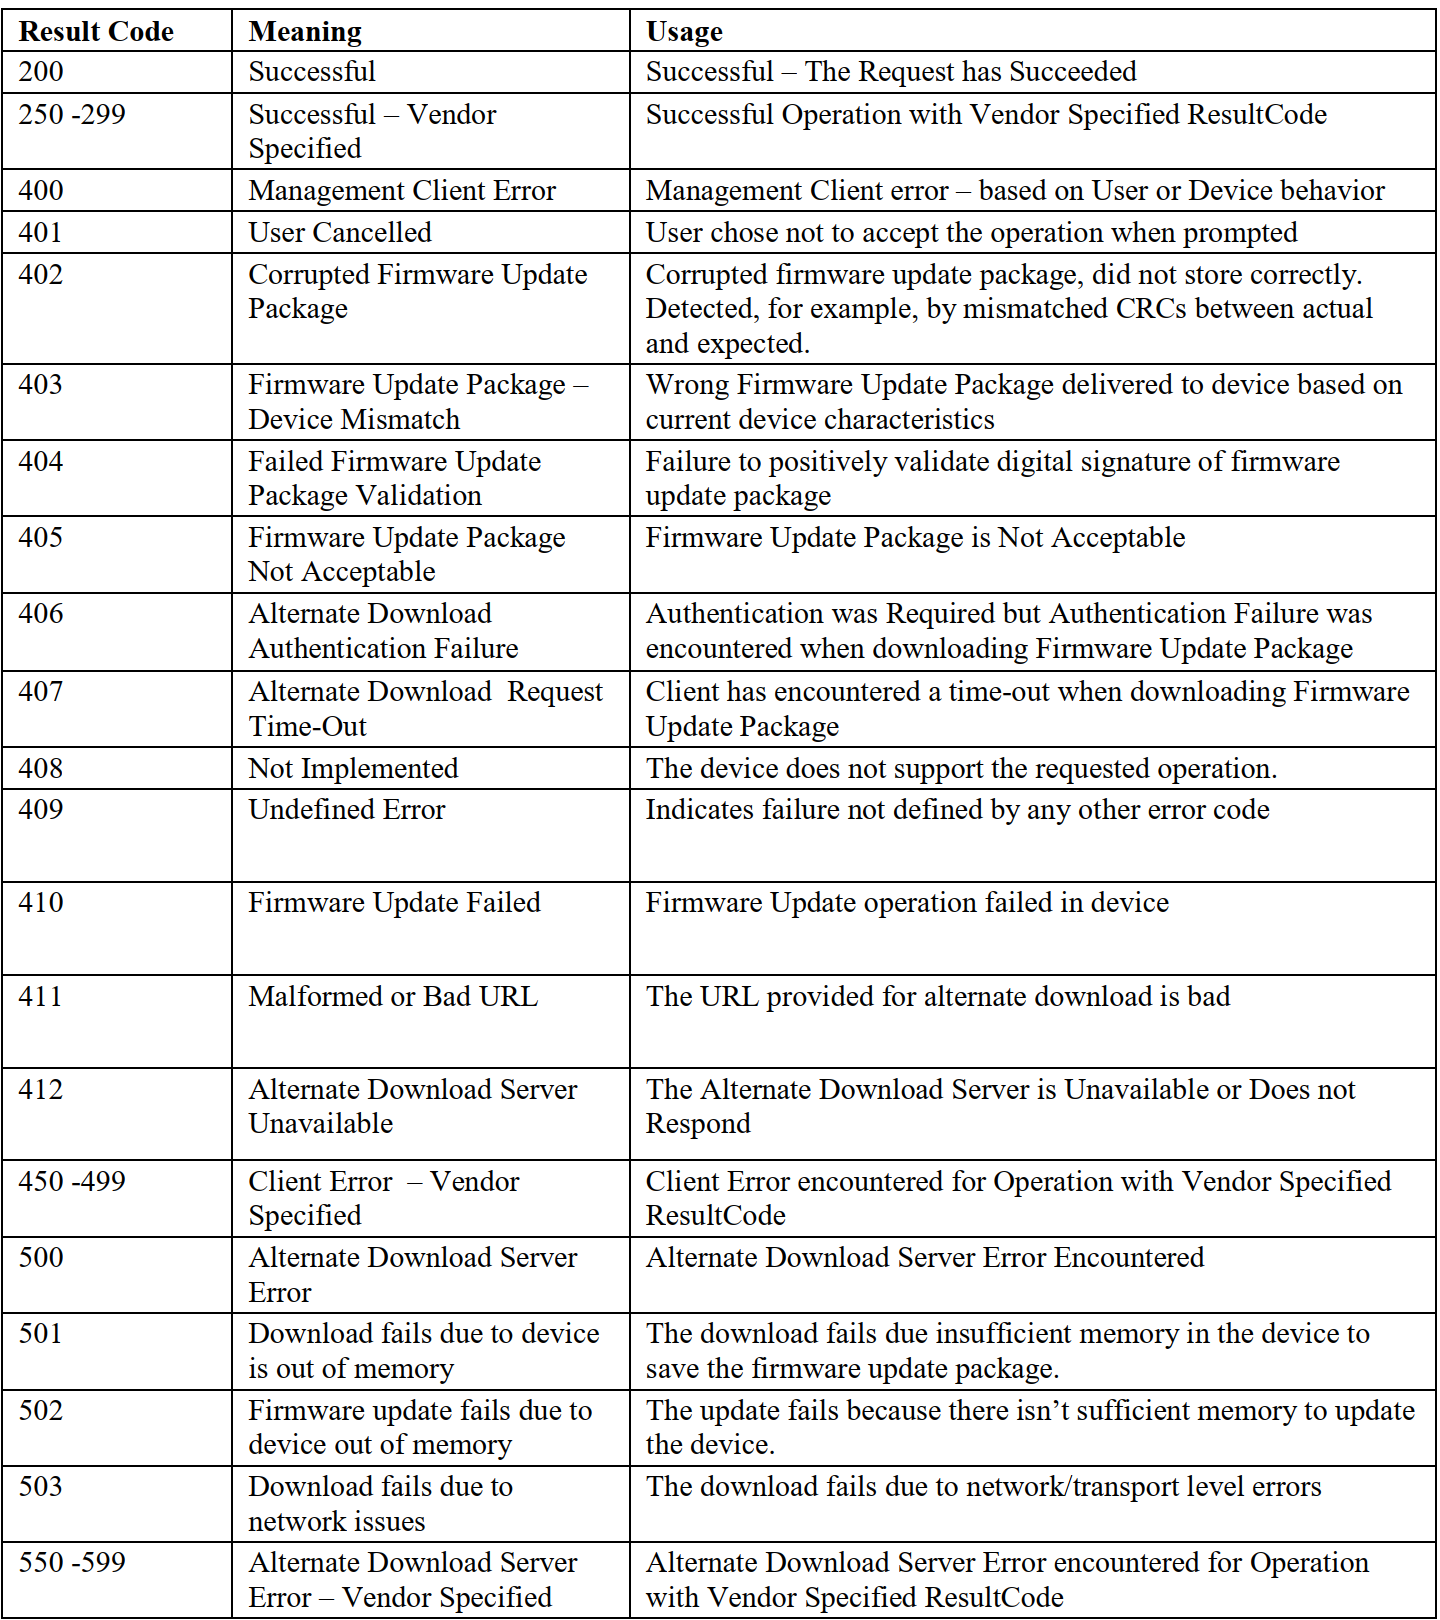 Result Code Meaning Usage
200 Successful Successful – The Request has Succeeded
250 -299 Successful – Vendor Successful Operation with Vendor Specified ResultCode
Specified
400 Management Client Error Management Client error – based on User or Device behavior
401 User Cancelled User chose not to accept the operation when prompted
402 Corrupted Firmware Update Corrupted firmware update package, did not store correctly.
Package Detected, for example, by mismatched CRCs between actual
and expected.
403 Firmware Update Package – Wrong Firmware Update Package delivered to device based on
Device Mismatch current device characteristics
404 Failed Firmware Update Failure to positively validate digital signature of firmware
Package Validation update package
405 Firmware Update Package Firmware Update Package is Not Acceptable
Not Acceptable
406 Alternate Download Authentication was Required but Authentication Failure was
Authentication Failure encountered when downloading Firmware Update Package
407 Alternate Download  Request Client has encountered a time-out when downloading Firmware
Time-Out Update Package
408 Not Implemented The device does not support the requested operation.
409 Undefined Error Indicates failure not defined by any other error code
410 Firmware Update Failed Firmware Update operation failed in device
411 Malformed or Bad URL The URL provided for alternate download is bad
412 Alternate Download Server The Alternate Download Server is Unavailable or Does not
Unavailable Respond
450 -499 Client Error  – Vendor Client Error encountered for Operation with Vendor Specified
Specified ResultCode
500 Alternate Download Server Alternate Download Server Error Encountered
Error
501 Download fails due to device The download fails due insufficient memory in the device to
is out of memory save the firmware update package.
502 Firmware update fails due to The update fails because there isn’t sufficient memory to update
device out of memory the device.
503 Download fails due to The download fails due to network/transport level errors
network issues
550 -599 Alternate Download Server Alternate Download Server Error encountered for Operation
Error – Vendor Specified with Vendor Specified ResultCode